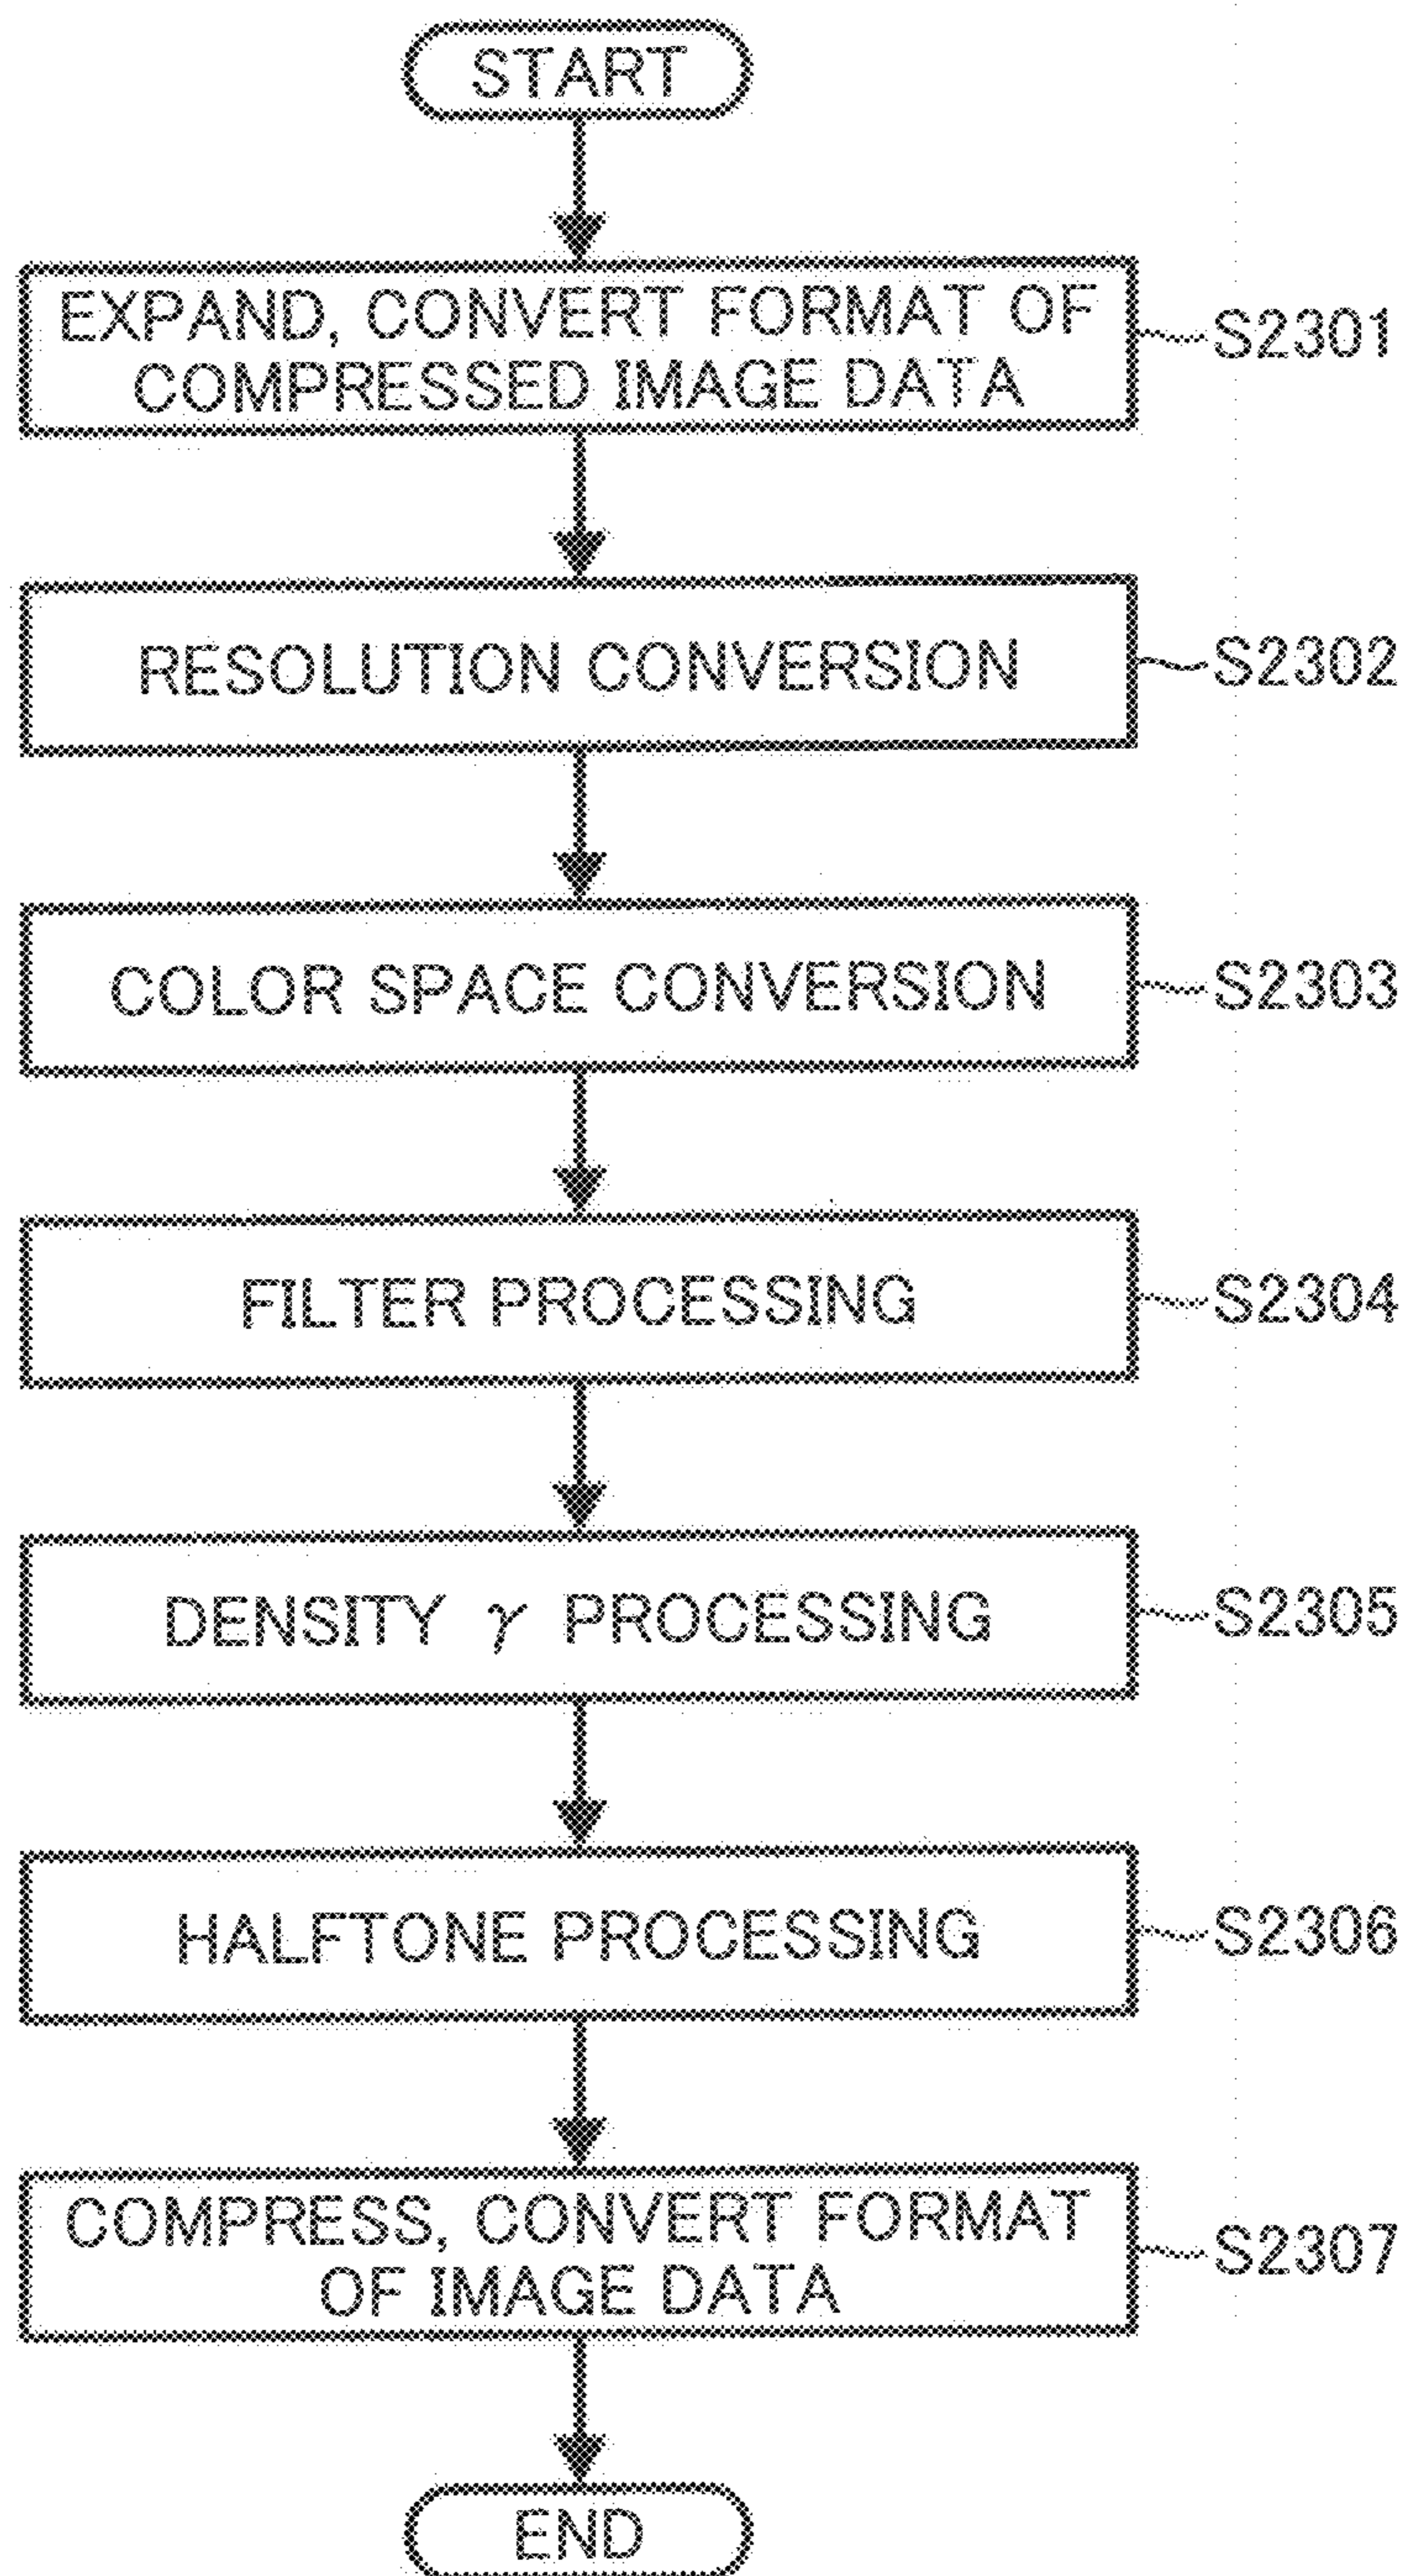 START
EXPAND, CONVERT FORMAT OF
COMPRESSED IMAGE DATA
S2301
RESOLUTION CONVERSION
S2302
COLOR SPACE CONVERSION
S2303
FILTER PROCESSING
S2304
DENSITY γ PROCESSING
S2305
HALFTONE PROCESSING
S2306
COMPRESS, CONVERT FORMAT
OF IMAGE DATA
S2307
END